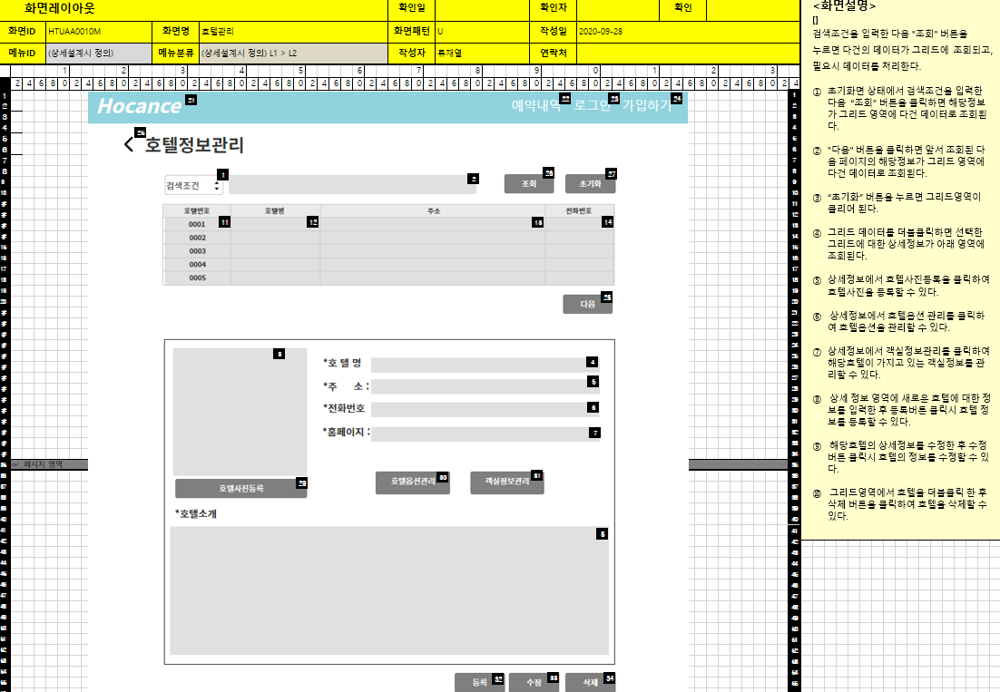 화면레이아웃
확인일
확인자
확인
화면ID HTUAA0010M 화면명 호텔관리 화면패턴 U 작성일 2020-09-28
메뉴ID (상세설계시 정의) 메뉴분류 (상세설계시 정의) L1 > L2 작성자 류재열 연락처
Hocance 21 예약내역 22 로그인 23 가입하기 24
25 호텔정보관리
검색조건 1 2 조회 26 초기화 27
호텔번호 호텔명 주소 전화번호
0001 11 12 13 14
0002
0003
0004
0005
다음 28
*호 텔 명 4
*주 소 : 5
*전화번호 6
*홈페이지 : 7
호텔사진등록 29
호텔옵션관리 30 객실정보관리 31
*호텔소개
등록 32 수정 33 삭제 34
메시지 영역
<화면설명>
[]
검색조건을 입력한 다음 "조회" 버튼을
누르면 다건의 데이터가 그리드에 조회되고,
필요시 데이터를 처리한다.
① 초기화면 상태에서 검색조건을 입력한
다음 “조회” 버튼을 클릭하면 해당정보
가 그리드 영역에 다건 데이터로 조회된
다.
② "다음" 버튼을 클릭하면 앞서 조회된 다
음 페이지의 해당정보가 그리드 영역에
다건 데이터로 조회된다.
③ “초기화” 버튼을 누르면 그리드영역이
클리어 된다.
④ 그리드 데이터를 더블클릭하면 선택한
그리드에 대한 상세정보가 아래 영역에
조회된다.
⑤ 상세정보에서 호텔사진등록을 클릭하여
호텔사진을 등록할 수 있다.
⑥ 상세정보에서 호텔옵션 관리를 클릭하
여 호텔옵션을 관리할 수 있다.
⑦ 상세정보에서 객실정보관리를 클릭하여
해당호텔이 가지고 있는 객실정보를 관
리할 수 있다.
⑧ 상세 정보 영역에 새로운 호텔에 대한 정
보를 입력한 후 등록버튼 클릭시 호텔 정
보를 등록할 수 있다.
⑨ 해당호텔의 상세정보를 수정한 후 수정
버튼 클릭시 호텔의 정보를 수정할 수 있
다.
⑩ 그리드영역에서 호텔을 더블클릭 한 후
삭제 버튼을 클릭하여 호텔을 삭제할 수
있다.